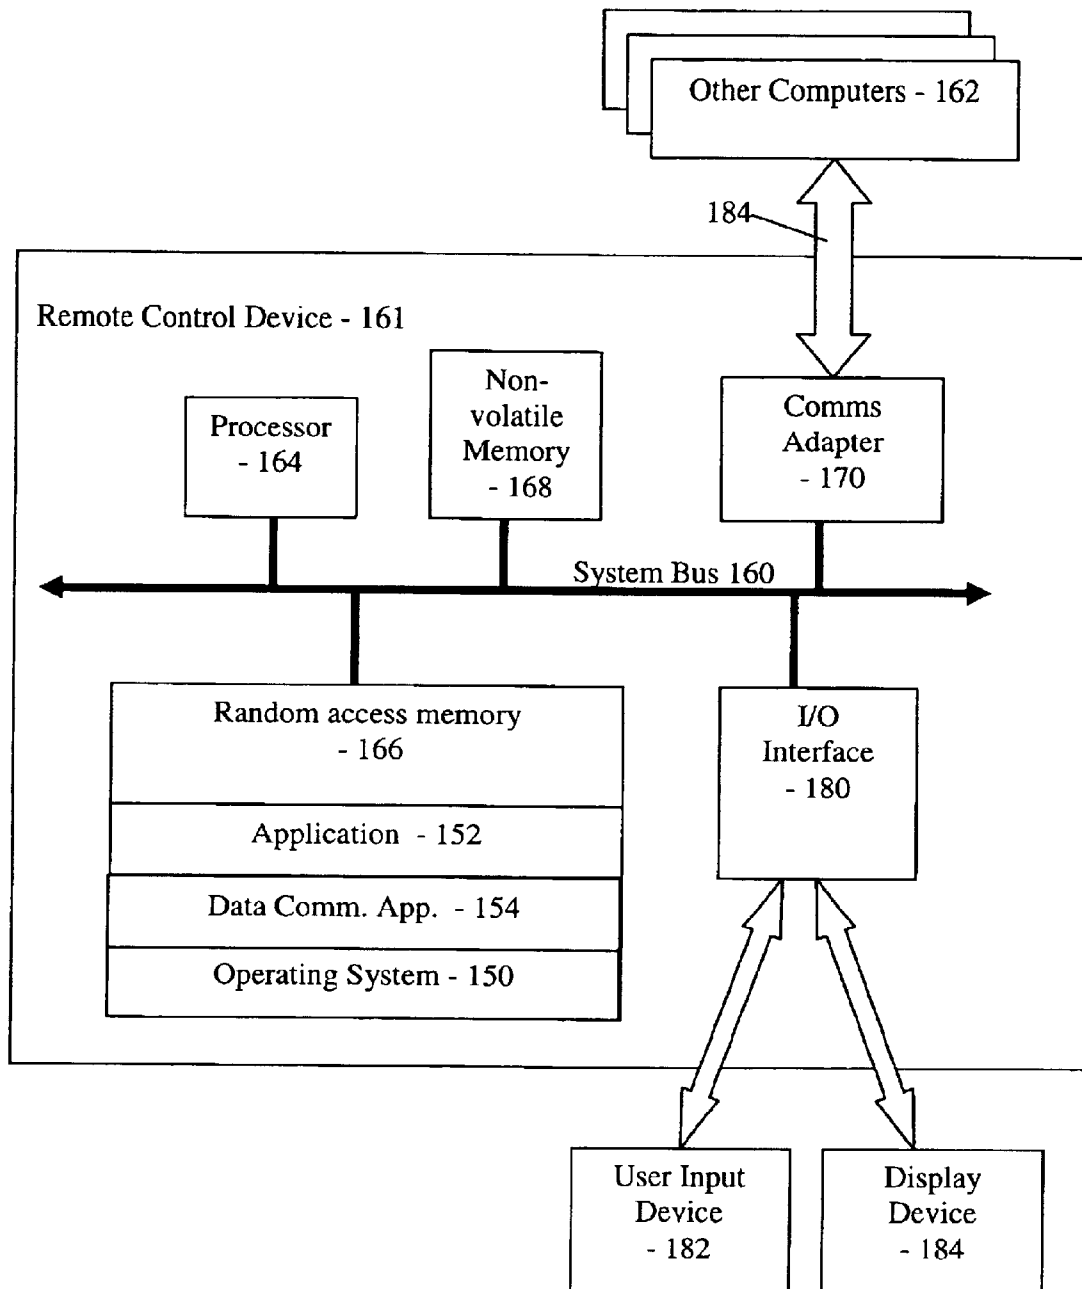 Other Computers - 162
184
Remote Control Device - 161
Non-
volatile
Memory
- 168
Processor
- 164
Comms
Adapter
- 170
System Bus 160
Random access memory
- 166
Application - 152
Data Comm. App. - 154
Operating System - 150
I/O
Interface
- 180
User Input
Device
- 182
Display
Device
- 184